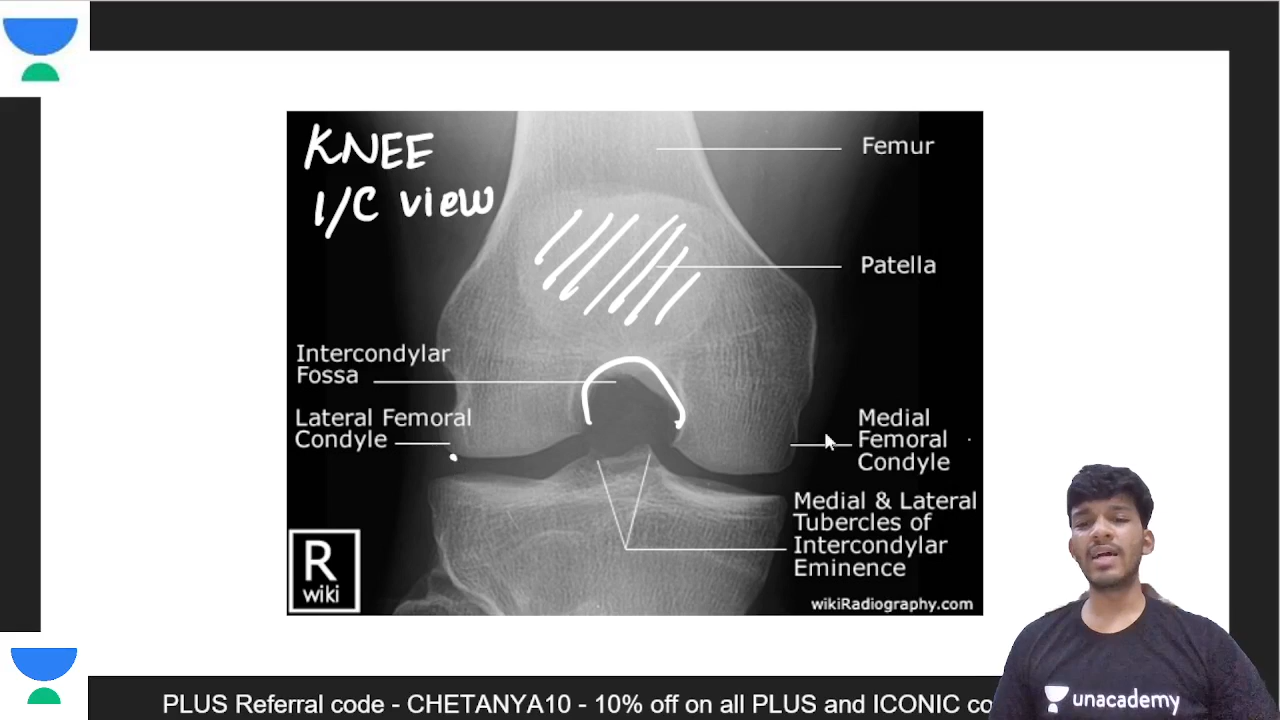 KNEE
I/C view
Femur
Patella
Intercondylar
Fossa
Lateral Femoral
Condyle
Medial
Femoral
Condyle
Medial & Lateral
Tubercles of
Intercondylar
Eminence
R
wiki
wikiRadiography.com
unacademy
PLUS Referral code - CHETANYA10 - 10% off on all PLUS and ICONIC co